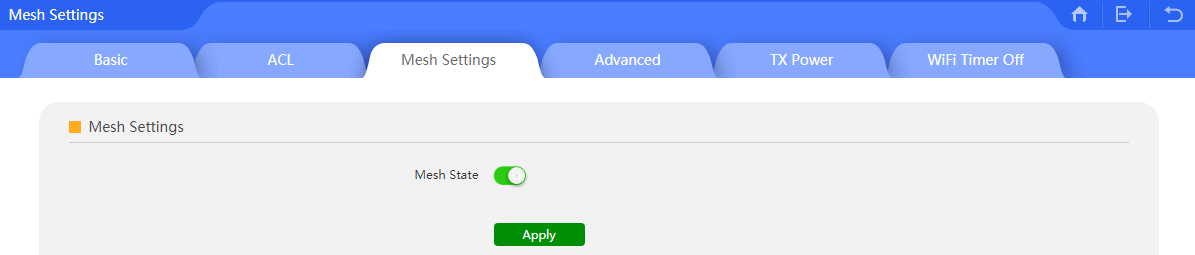 Mesh Settings
Basic ACL Mesh Settings Advanced TX Power WiFi Timer Off
Mesh Settings
Mesh State
Apply